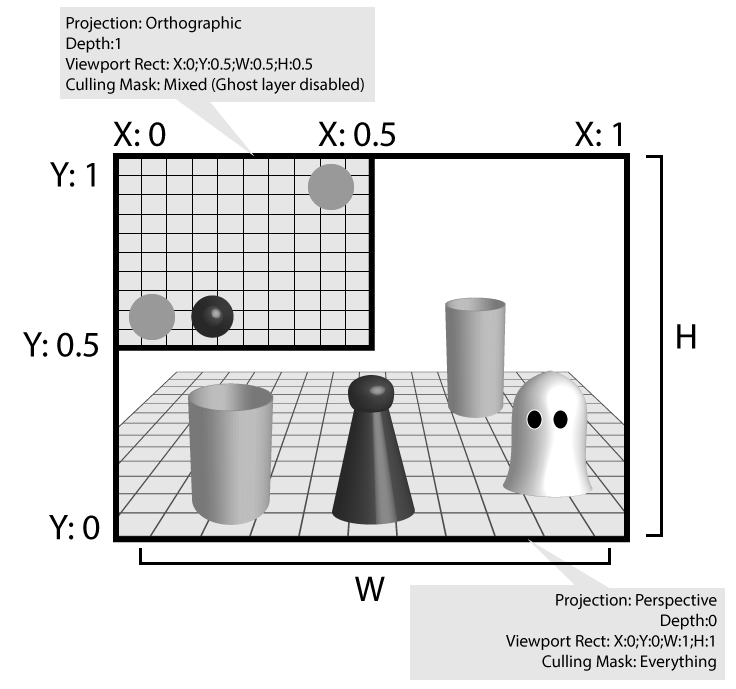 Projection: Orthographic
Depth:1
Viewport Rect: X:0;Y:0.5;W:0.5;H:0.5
Culling Mask: Mixed (Ghost layer disabled)
X: 0
X: 0.5
X: 1
Y: 1
Y: 0.5
H
Y: 0
W
Projection: Perspective
Depth:0
Viewport Rect: X:0;Y:0;W:1;H:1
Culling Mask: Everything